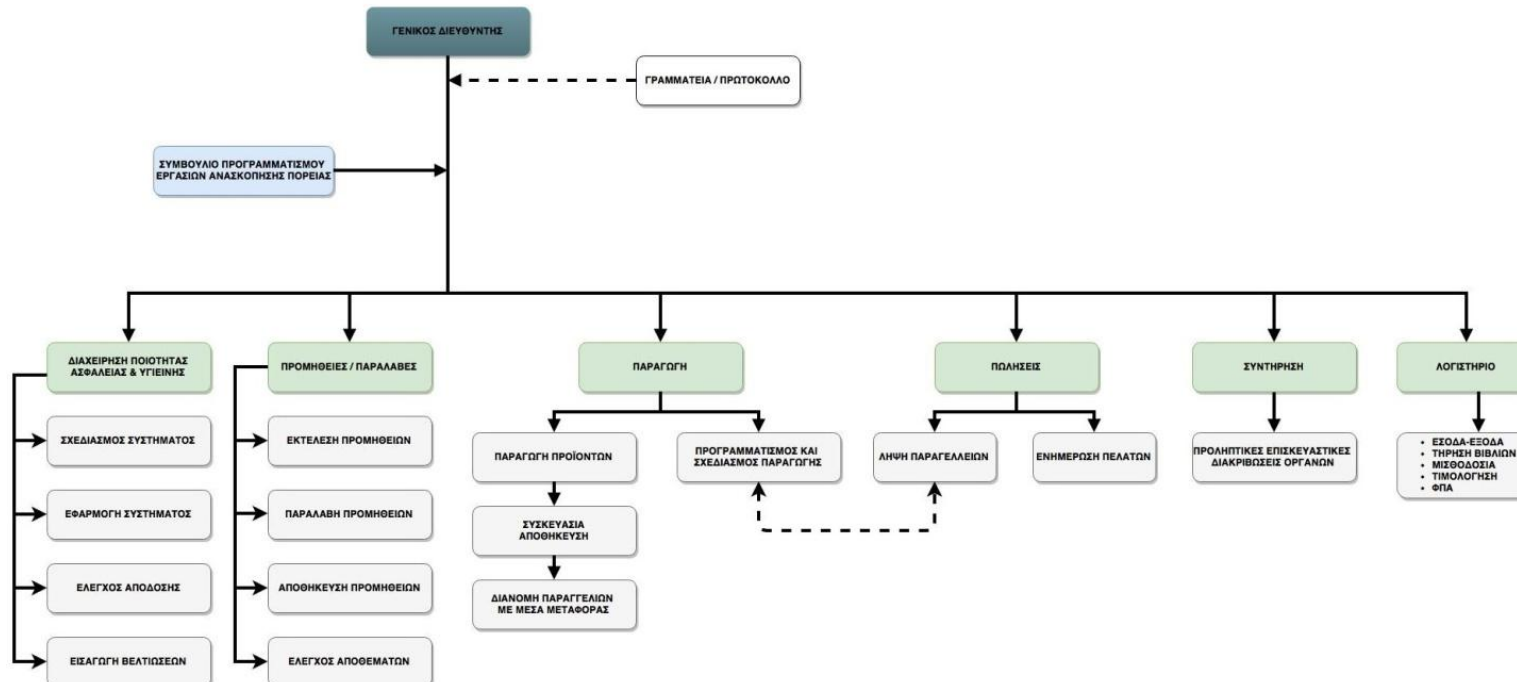 ΓΕΝΙΚΟΣ ΔΙΕΥΘΥΝΤΗΣ
ΓΡΑΜΜΑΤΕΙΑ / ΠΡΩΤΟΚΟΛΛΟ
ΣΥΜΒΟΥΛΙΟ ΠΡΟΓΡΑΜΜΑΤΙΣΜΟΥ
ΕΡΓΑΣΙΩΝ ΑΝΑΣΚΟΠΗΣΗΣ ΠΟΡΕΙΑΣ
ΔΙΑΧΕΙΡΗΣΗ ΠΟΙΟΤΗΤΑΣ
ΑΣΦΑΛΕΙΑΣ & ΥΓΙΕΙΝΗΣ
ΣΧΕΔΙΑΣΜΟΣ ΣΥΣΤΗΜΑΤΟΣ
ΕΦΑΡΜΟΓΗ ΣΥΣΤΗΜΑΤΟΣ
ΕΛΕΓΧΟΣ ΑΠΟΔΟΣΗΣ
ΕΙΣΑΓΩΓΗ ΒΕΛΤΙΩΣΕΩΝ
ΠΡΟΜΗΘΕΙΕΣ / ΠΑΡΑΛΑΒΕΣ
ΕΚΤΕΛΕΣΗ ΠΡΟΜΗΘΕΙΩΝ
ΠΑΡΑΛΑΒΗ ΠΡΟΜΗΘΕΙΩΝ
ΑΠΟΘΗΚΕΥΣΗ ΠΡΟΜΗΘΕΙΩΝ
ΕΛΕΓΧΟΣ ΑΠΟΘΕΜΑΤΩΝ
ΠΑΡΑΓΩΓΗ
ΠΑΡΑΓΩΓΗ ΠΡΟΪΟΝΤΩΝ
ΣΥΣΚΕΥΑΣΙΑ
ΑΠΟΘΗΚΕΥΣΗ
ΔΙΑΝΟΜΗ ΠΑΡΑΓΓΕΛΙΩΝ
ΜΕ ΜΕΣΑ ΜΕΤΑΦΟΡΑΣ
ΠΡΟΓΡΑΜΜΑΤΙΣΜΟΣ ΚΑΙ
ΣΧΕΔΙΑΣΜΟΣ ΠΑΡΑΓΩΓΗΣ
ΠΩΛΗΣΕΙΣ
ΛΗΨΗ ΠΑΡΑΓΕΛΛΕΙΩΝ
ΕΝΗΜΕΡΩΣΗ ΠΕΛΑΤΩΝ
ΣΥΝΤΗΡΗΣΗ
ΠΡΟΛΗΠΤΙΚΕΣ ΕΠΙΣΚΕΥΑΣΤΙΚΕΣ
ΔΙΑΚΡΙΒΩΣΕΙΣ ΟΡΓΑΝΩΝ
ΛΟΓΙΣΤΗΡΙΟ
• ΕΣΟΔΑ-ΕΞΟΔΑ
• ΤΗΡΗΣΗ ΒΙΒΛΙΩΝ
• ΜΙΣΘΟΔΟΣΙΑ
• ΤΙΜΟΛΟΓΗΣΗ
• ΦΠΑ